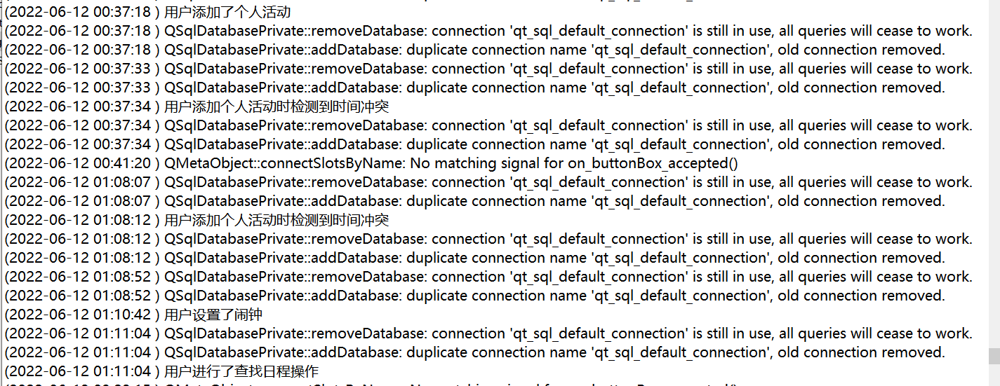 (2022-06-12 00:37:18 ) 用户添加了个人活动
(2022-06-12 00:37:18 ) QSqlDatabasePrivate::removeDatabase: connection 'qt_sql_default_connection' is still in use, all queries will cease to work.
(2022-06-12 00:37:18 ) QSqlDatabasePrivate::addDatabase: duplicate connection name 'qt_sql_default_connection', old connection removed.
(2022-06-12 00:37:33 ) QSqlDatabasePrivate::removeDatabase: connection 'qt_sql_default_connection' is still in use, all queries will cease to work.
(2022-06-12 00:37:33 ) QSqlDatabasePrivate::addDatabase: duplicate connection name 'qt_sql_default_connection', old connection removed.
(2022-06-12 00:37:34 ) 用户添加个人活动时检测到时间冲突
(2022-06-12 00:37:34 ) QSqlDatabasePrivate::removeDatabase: connection 'qt_sql_default_connection' is still in use, all queries will cease to work.
(2022-06-12 00:37:34 ) QSqlDatabasePrivate::addDatabase: duplicate connection name 'qt_sql_default_connection', old connection removed.
(2022-06-12 00:41:20 ) QMetaObject::connectSlotsByName: No matching signal for on_buttonBox_accepted()
(2022-06-12 01:08:07 ) QSqlDatabasePrivate::removeDatabase: connection 'qt_sql_default_connection' is still in use, all queries will cease to work.
(2022-06-12 01:08:07 ) QSqlDatabasePrivate::addDatabase: duplicate connection name 'qt_sql_default_connection', old connection removed.
(2022-06-12 01:08:12 ) 用户添加个人活动时检测到时间冲突
(2022-06-12 01:08:12 ) QSqlDatabasePrivate::removeDatabase: connection 'qt_sql_default_connection' is still in use, all queries will cease to work.
(2022-06-12 01:08:12 ) QSqlDatabasePrivate::addDatabase: duplicate connection name 'qt_sql_default_connection', old connection removed.
(2022-06-12 01:08:52 ) QSqlDatabasePrivate::removeDatabase: connection 'qt_sql_default_connection' is still in use, all queries will cease to work.
(2022-06-12 01:08:52 ) QSqlDatabasePrivate::addDatabase: duplicate connection name 'qt_sql_default_connection', old connection removed.
(2022-06-12 01:10:42 ) 用户设置了闹钟
(2022-06-12 01:11:04 ) QSqlDatabasePrivate::removeDatabase: connection 'qt_sql_default_connection' is still in use, all queries will cease to work.
(2022-06-12 01:11:04 ) QSqlDatabasePrivate::addDatabase: duplicate connection name 'qt_sql_default_connection', old connection removed.
(2022-06-12 01:11:04 ) 用户进行了查找日程操作